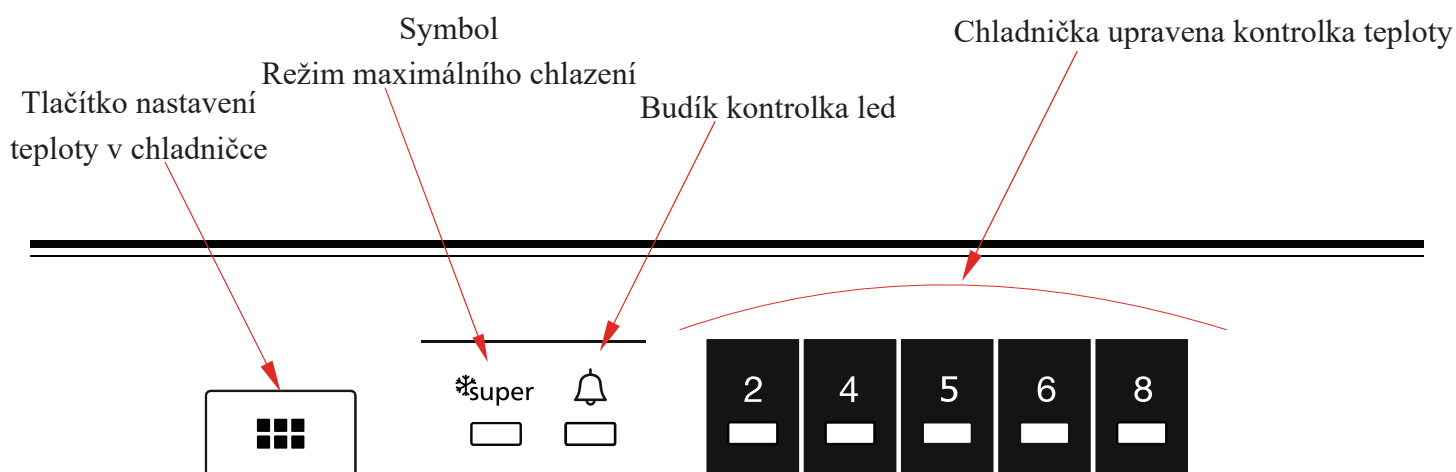 Symbol
Režim maximálního chlazení
Chladnička upravena kontrolka teploty
Tlačítko nastavení
teploty v chladničce
Budík kontrolka led
super
2 4 5 6 8